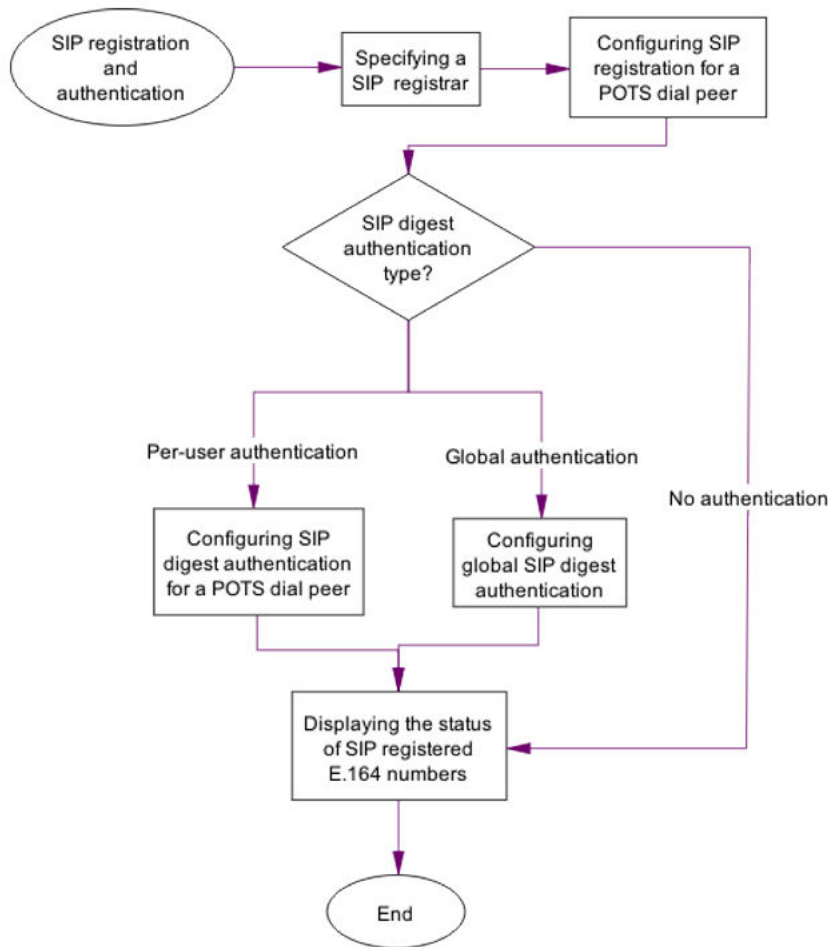 SIP registration
and
authentication
Specifying a
SIP registrar
Configuring SIP
registration for a
POTS dial peer
SIP digest
authentication
type?
Per-user authentication
Global authentication
No authentication
Configuring SIP
digest authentication
for a POTS dial peer
Configuring
global SIP digest
authentication
Displaying the status
of SIP registered
E.164 numbers
End